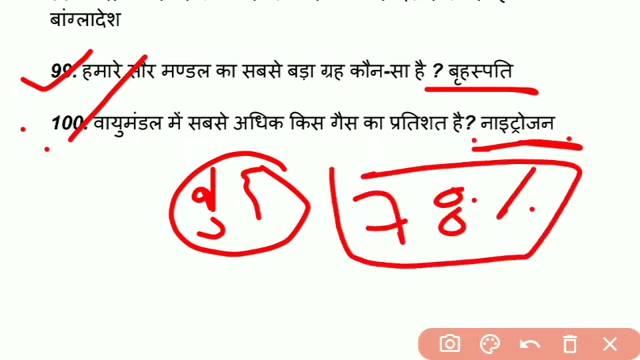 बांग्लादेश
99. हमारे सौर मण्डल का सबसे बड़ा ग्रह कौन-सा है ? बृहस्पति
100. वायुमंडल में सबसे अधिक किस गैस का प्रतिशत है? नाइट्रोजन
78%